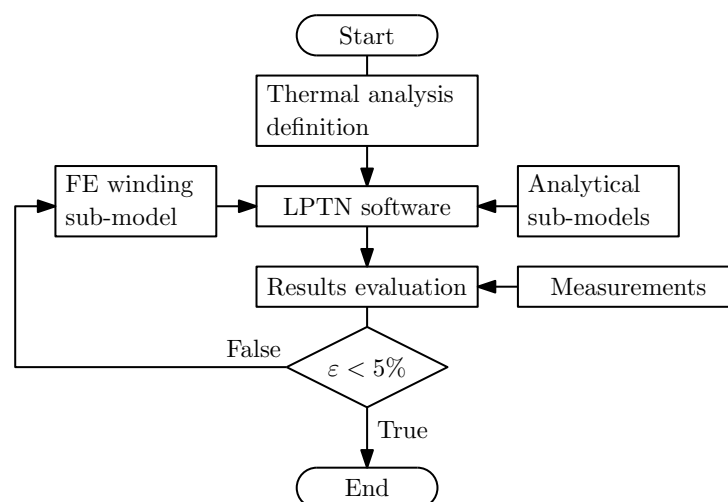 Start
Thermal analysis
definition
FE winding
sub-model
LPTN software
Analytical
sub-models
Results evaluation
Measurements
False
ε < 5%
True
End